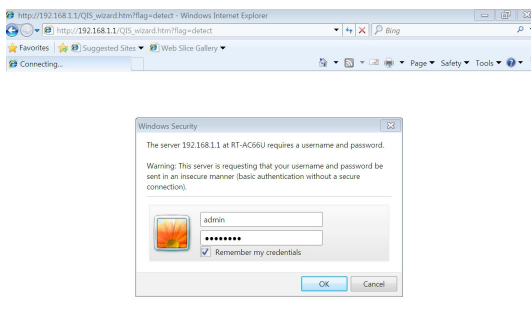 http://192.168.1.1/QIS_wizard.htm?flag=detect - Windows Internet Explorer
http://192.168.1.1/QIS_wizard.htm?flag=detect
Bing
Favorites Suggested Sites Web Slice Gallery
Connecting...
Page Safety Tools
Windows Security
The server 192.168.1.1 at RT-AC66U requires a username and password.
Warning: This server is requesting that your username and password be
sent in an insecure manner (basic authentication without a secure
connection).
admin
••••••••
Remember my credentials
OK Cancel